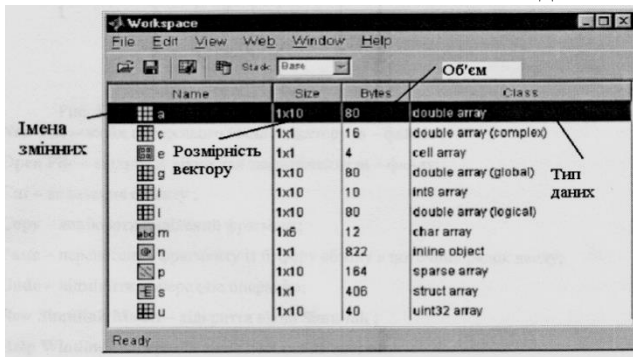 Workspace
File Edit View Web Window Help
Stack: Base
Об'єм
Name Size Bytes Class
a 1x10 80 double array
c 1x1 16 double array (complex)
e 1x1 4 cell array
g 1x10 80 double array (global)
i 1x10 10 int8 array
l 1x10 80 double array (logical)
m 1x6 12 char array
n 1x1 822 inline object
p 1x10 164 sparse array
s 1x1 406 struct array
u 1x10 40 uint32 array
Імена
змінних
Розмірність
вектору
Тип
даних
Ready